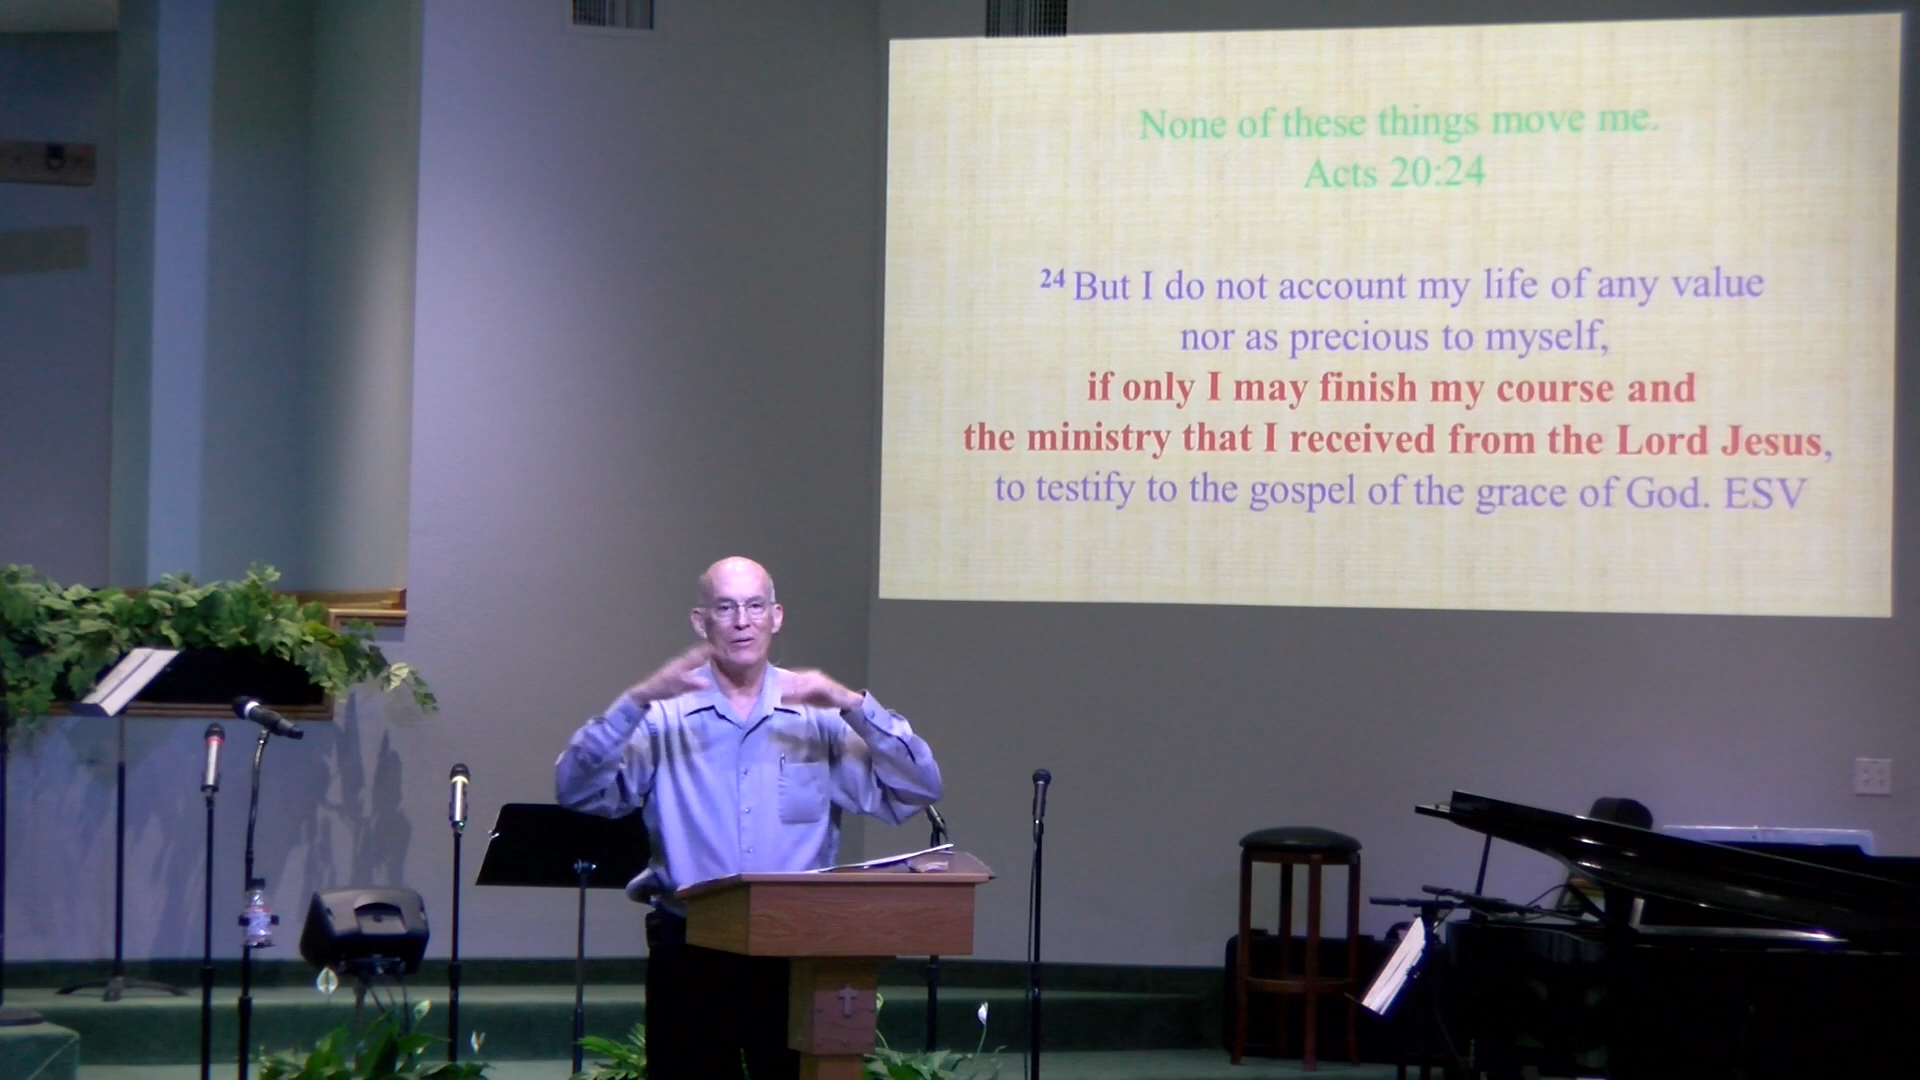 None of these things move me.
Acts 20:24
24 But I do not account my life of any value
nor as precious to myself,
if only I may finish my course and
the ministry that I received from the Lord Jesus,
to testify to the gospel of the grace of God. ESV